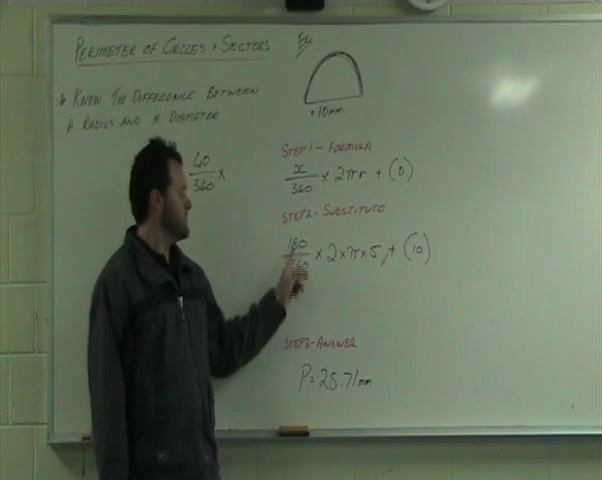 PERIMETER OF CIRCLES + SECTORS
Ex:
* KNOW THE DIFFERENCE BETWEEN
A RADIUS AND A DIAMETER
10mm
40/360 ×
STEP 1 - FORMULA
x/360 × 2πr + (D)
STEP 2 - SUBSTITUTE
180/360 × 2 × π × 5 + (10)
STEP 3 - ANSWER
P = 25.71mm